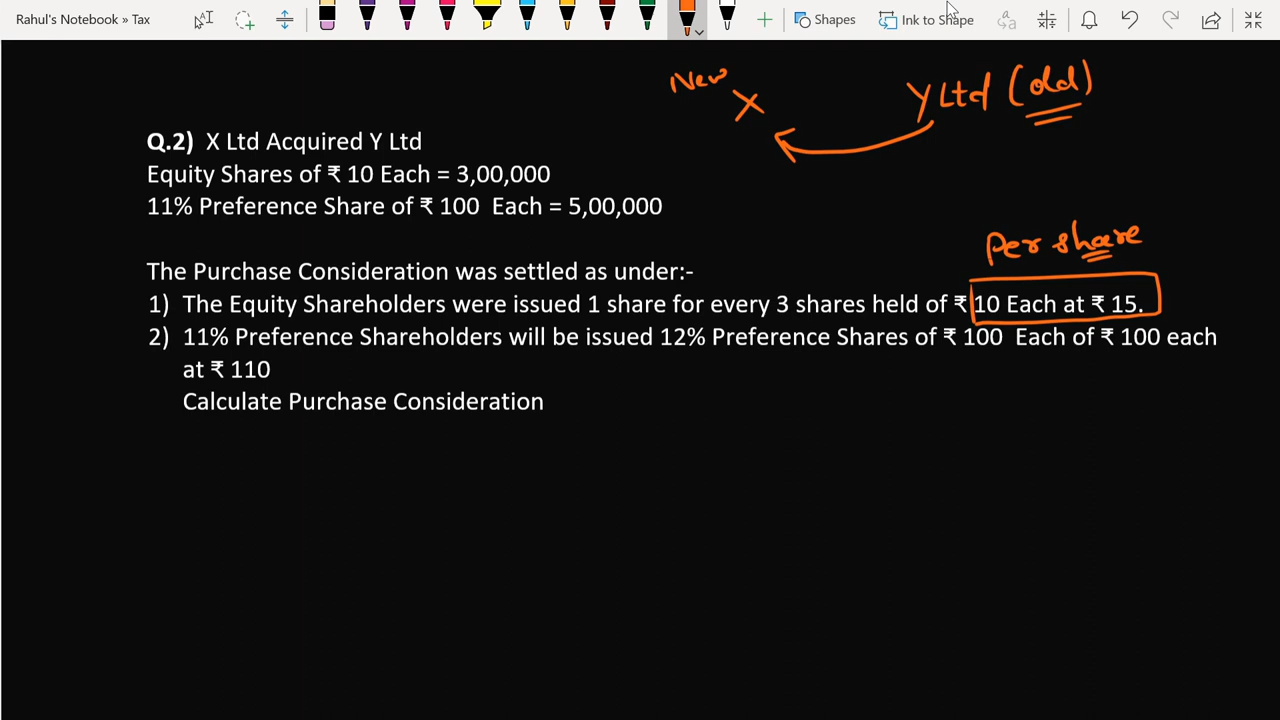 Rahul's Notebook » Tax
Shapes
Ink to Shape
New X
Y Ltd (old)
Q.2) X Ltd Acquired Y Ltd
Equity Shares of ₹ 10 Each = 3,00,000
11% Preference Share of ₹ 100 Each = 5,00,000
Per share
The Purchase Consideration was settled as under:-
1) The Equity Shareholders were issued 1 share for every 3 shares held of ₹ 10 Each at ₹ 15.
2) 11% Preference Shareholders will be issued 12% Preference Shares of ₹ 100 Each of ₹ 100 each
at ₹ 110
Calculate Purchase Consideration